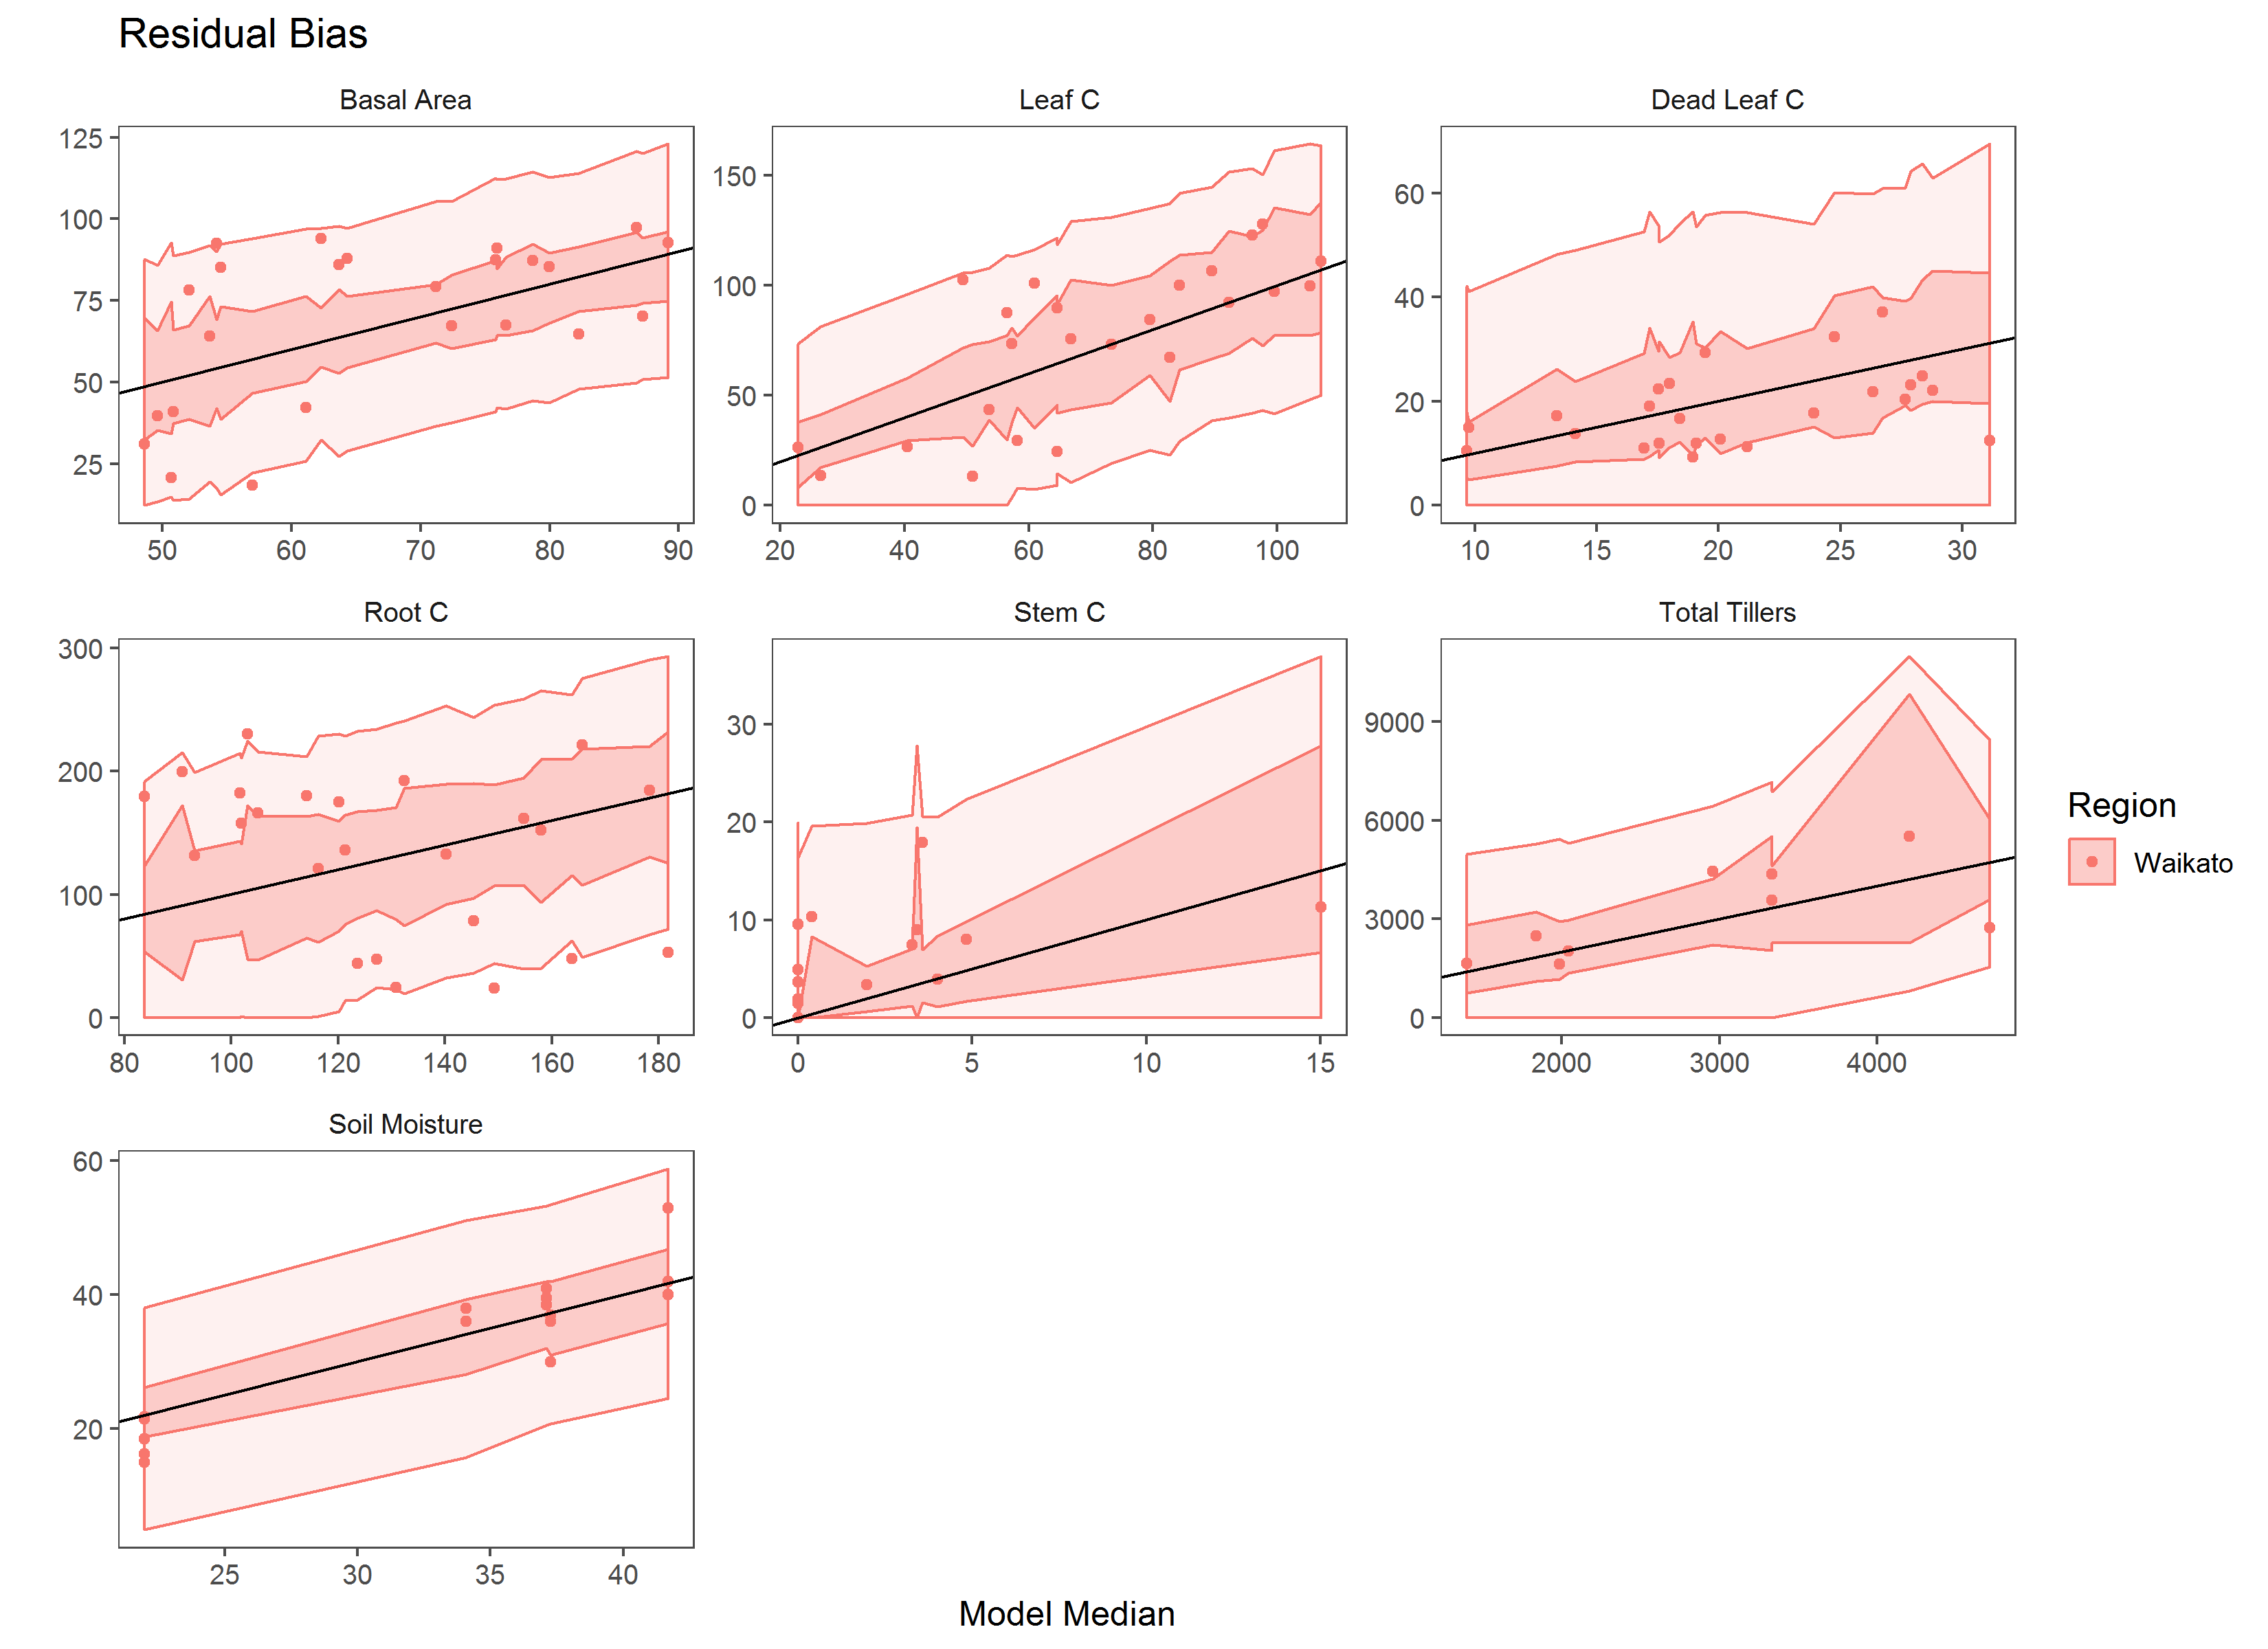 Residual Bias
Basal Area
Leaf C
Dead Leaf C
125
100
75
50
25
50 60 70 80 90
150
100
50
0
20 40 60 80 100
60
40
20
0
10 15 20 25 30
Root C
Stem C
Total Tillers
300
200
100
0
80 100 120 140 160 180
30
20
10
0
0 5 10 15
9000
6000
3000
0
2000 3000 4000
Region
Waikato
Soil Moisture
60
40
20
25 30 35 40
Model Median